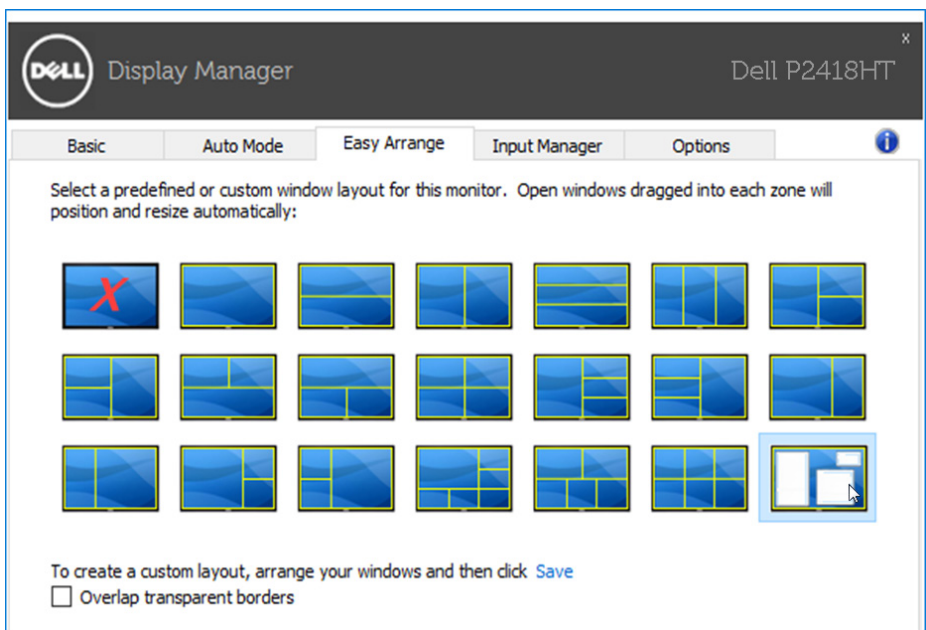 x
DELL Display Manager Dell P2418HT
Basic Auto Mode Easy Arrange Input Manager Options i
Select a predefined or custom window layout for this monitor. Open windows dragged into each zone will
position and resize automatically:
X
To create a custom layout, arrange your windows and then click Save
Overlap transparent borders